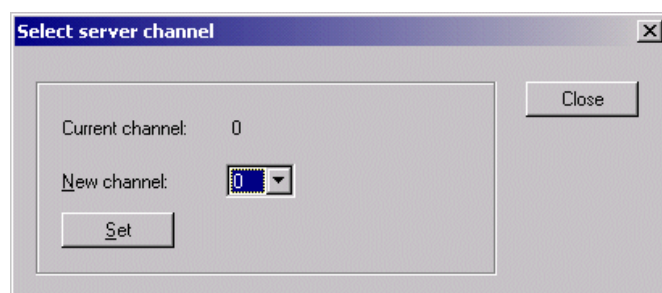 Select server channel
Close
Current channel: 0
New channel: 0
Set